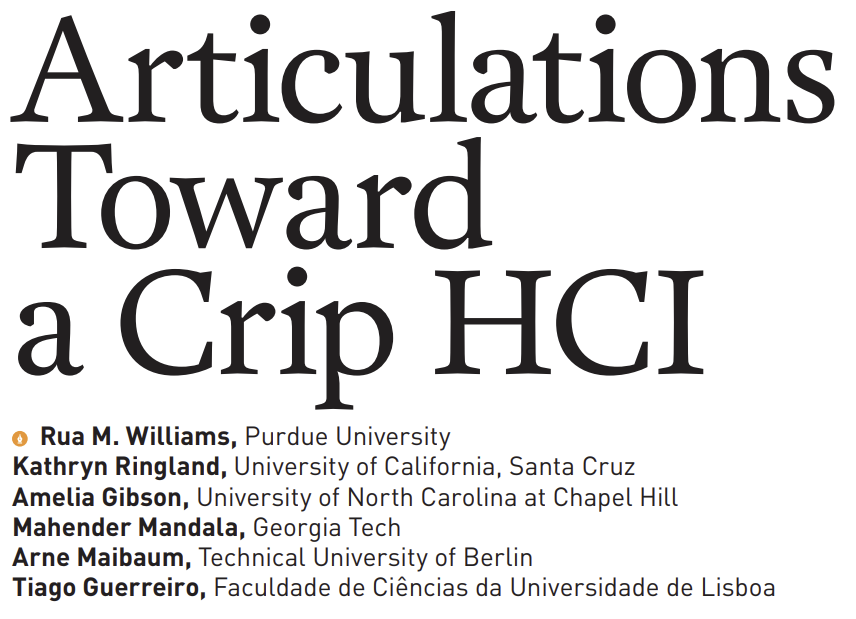 Articulations
Toward
a Crip HCI
Rua M. Williams, Purdue University
Kathryn Ringland, University of California, Santa Cruz
Amelia Gibson, University of North Carolina at Chapel Hill
Mahender Mandala, Georgia Tech
Arne Maibaum, Technical University of Berlin
Tiago Guerreiro, Faculdade de Ciências da Universidade de Lisboa